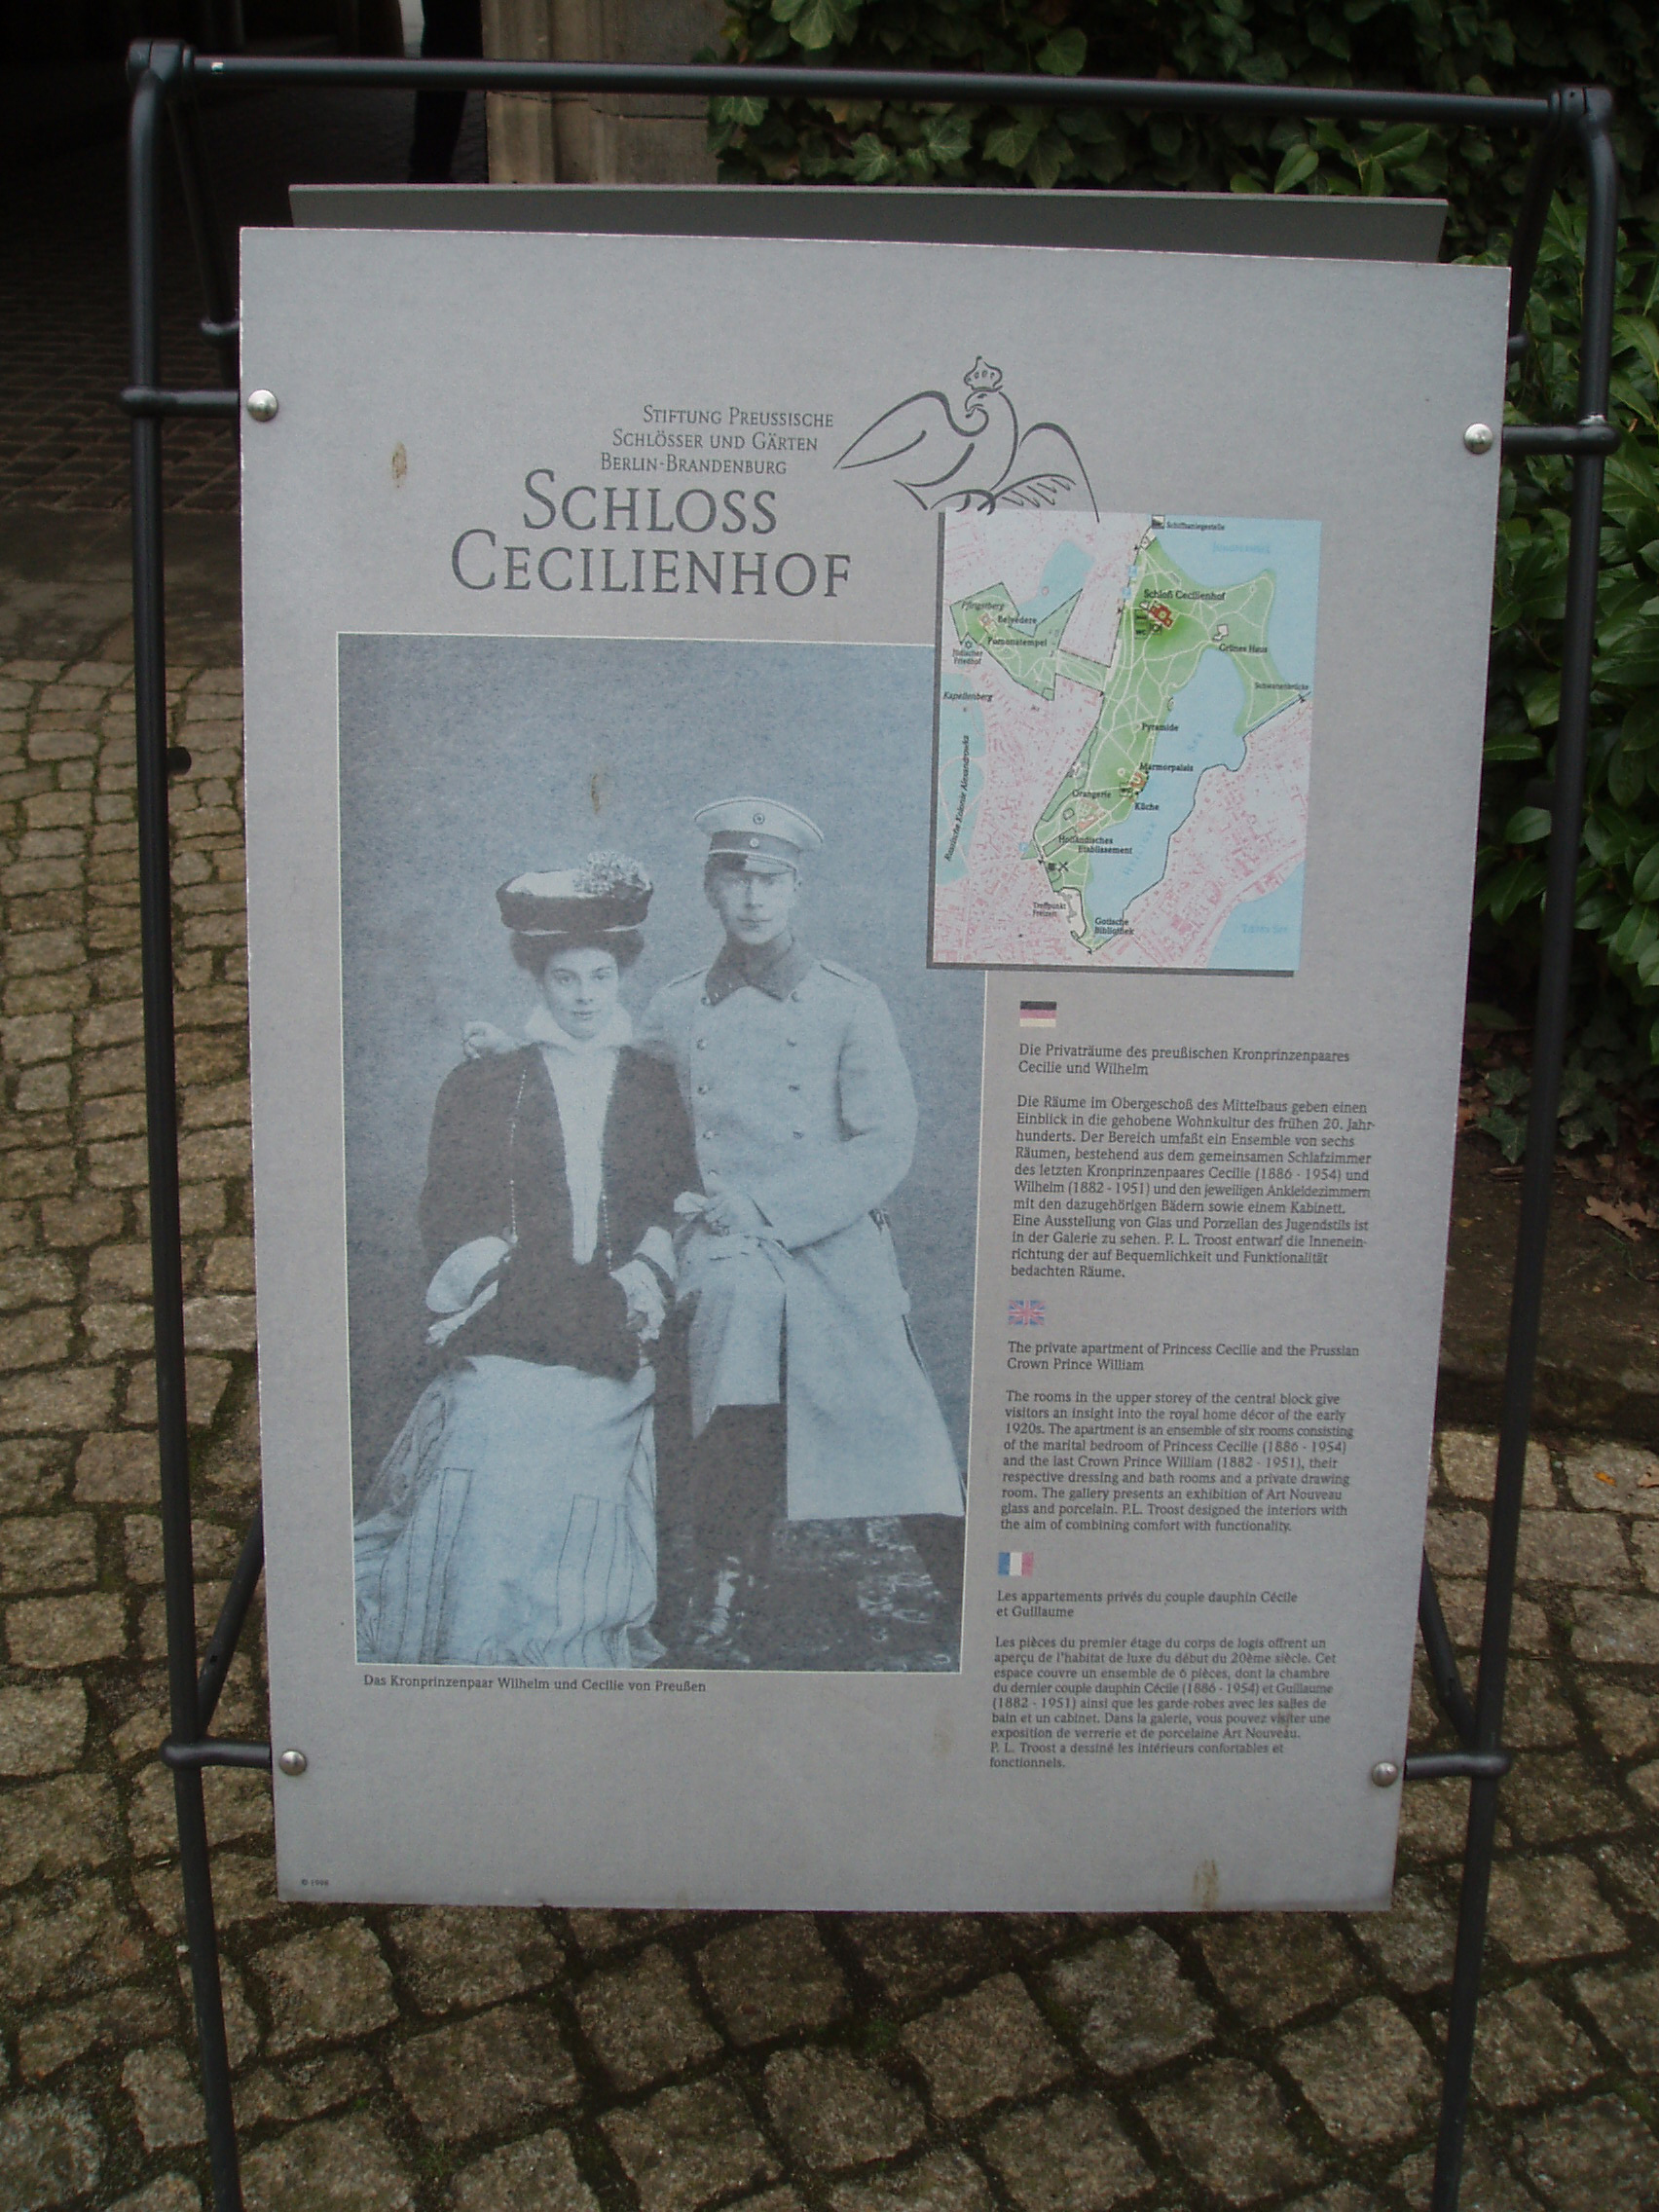 STIFTUNG PREUSSISCHE
SCHLÖSSER UND GÄRTEN
BERLIN-BRANDENBURG
SCHLOSS
CECILIENHOF
Schiffsanlegestelle
Schloß Cecilienhof
WC
Grünes Haus
Schwanenbrücke
Pfingstberg
Belvedere
Pomonatempel
Jüdischer
Friedhof
Kapellenberg
Russische Kolonie Alexandrowka
Pyramide
Marmorpalais
Orangerie
Küche
Holländisches
Etablissement
Treffpunkt
Freizeit
Gotische
Bibliothek
Die Privaträume des preußischen Kronprinzenpaares
Cecilie und Wilhelm
Die Räume im Obergeschoß des Mittelbaus geben einen
Einblick in die gehobene Wohnkultur des frühen 20. Jahr-
hunderts. Der Bereich umfaßt ein Ensemble von sechs
Räumen, bestehend aus dem gemeinsamen Schlafzimmer
des letzten Kronprinzenpaares Cecilie (1886 - 1954) und
Wilhelm (1882 - 1951) und den jeweiligen Ankleidezimmern
mit den dazugehörigen Bädern sowie einem Kabinett.
Eine Ausstellung von Glas und Porzellan des Jugendstils ist
in der Galerie zu sehen. P. L. Troost entwarf die Innenein-
richtung der auf Bequemlichkeit und Funktionalität
bedachten Räume.
The private apartment of Princess Cecilie and the Prussian
Crown Prince William
The rooms in the upper storey of the central block give
visitors an insight into the royal home décor of the early
1920s. The apartment is an ensemble of six rooms consisting
of the marital bedroom of Princess Cecilie (1886 - 1954)
and the last Crown Prince William (1882 - 1951), their
respective dressing and bath rooms and a private drawing
room. The gallery presents an exhibition of Art Nouveau
glass and porcelain. P.L. Troost designed the interiors with
the aim of combining comfort with functionality.
Les appartements privés du couple dauphin Cécile
et Guillaume
Les pièces du premier étage du corps de logis offrent un
aperçu de l'habitat de luxe du début du 20ème siècle. Cet
espace couvre un ensemble de 6 pièces, dont la chambre
du dernier couple dauphin Cécile (1886 - 1954) et Guillaume
(1882 - 1951) ainsi que les garde-robes avec les salles de
bain et un cabinet. Dans la galerie, vous pouvez visiter une
exposition de verrerie et de porcelaine Art Nouveau.
P. L. Troost a dessiné les intérieurs confortables et
fonctionnels.
Das Kronprinzenpaar Wilhelm und Cecilie von Preußen
© 1998